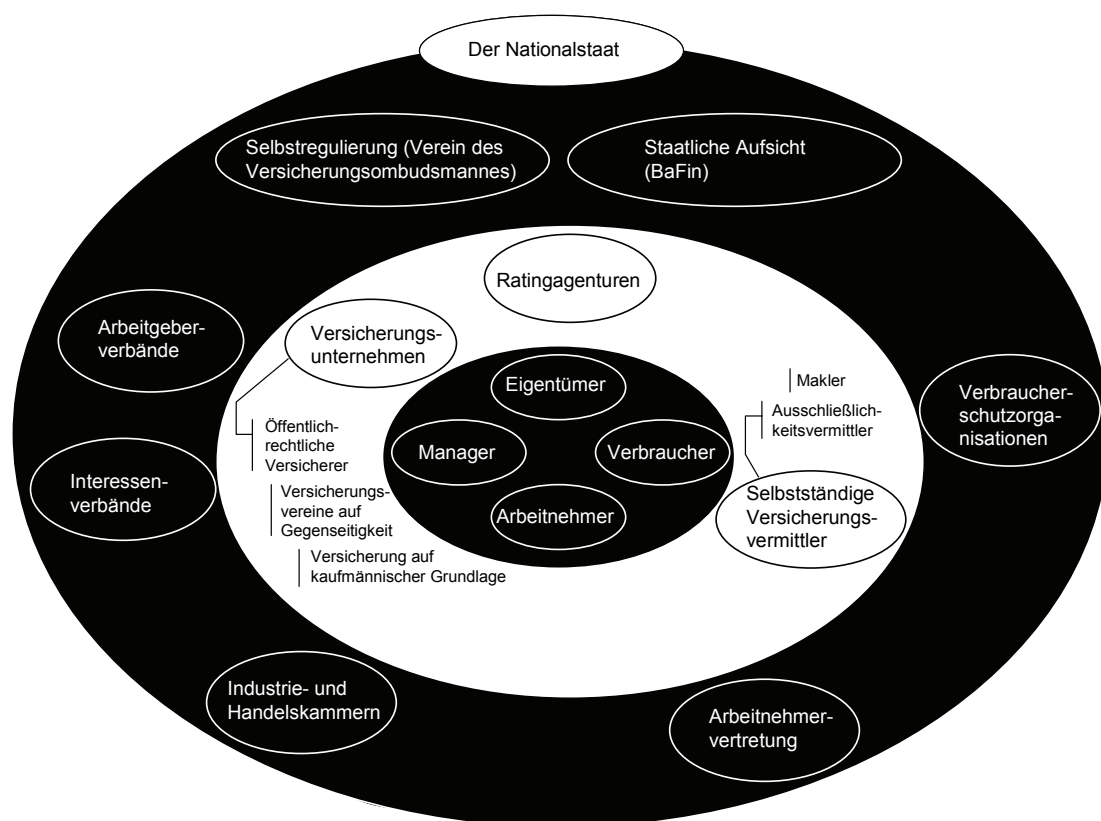 Der Nationalstaat
Selbstregulierung (Verein des
Versicherungsombudsmannes)
Staatliche Aufsicht
(BaFin)
Ratingagenturen
Arbeitgeber-
verbände
Versicherungs-
unternehmen
Eigentümer
Makler
Ausschließlich-
keitsvermittler
Verbraucher-
schutzorga-
nisationen
Öffentlich-
rechtliche
Versicherer
Manager
Verbraucher
Interessen-
verbände
Versicherungs-
vereine auf
Gegenseitigkeit
Arbeitnehmer
Selbstständige
Versicherungs-
vermittler
Versicherung auf
kaufmännischer Grundlage
Industrie- und
Handelskammern
Arbeitnehmer-
vertretung